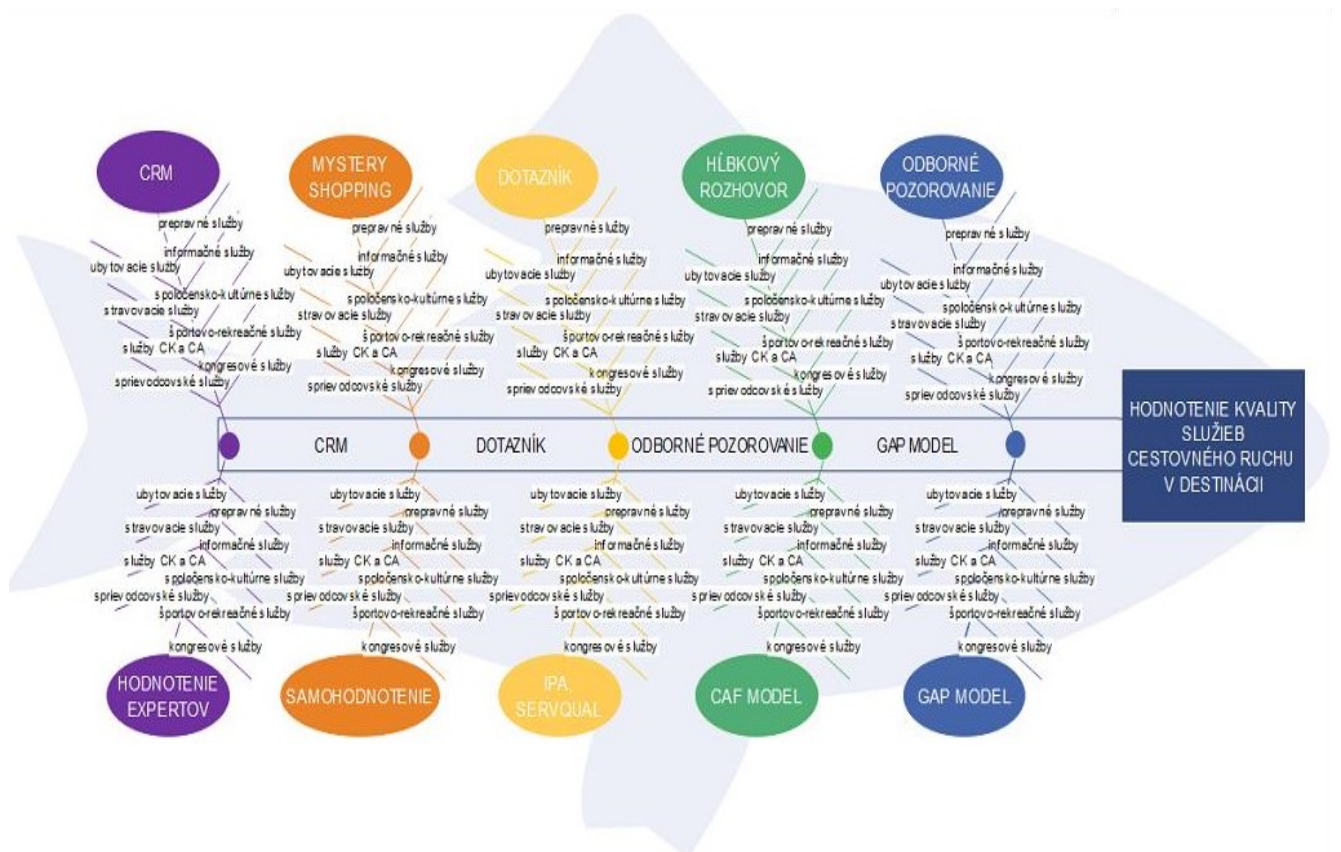 CRM
MYSTERY
SHOPPING
DOTAZNÍK
HĹBKOVÝ
ROZHOVOR
ODBORNÉ
POZOROVANIE
prepravné služby
informačné služby
ubytovacie služby
spoločensko-kultúrne služby
stravovacie služby
športovo-rekreačné služby
služby CK a CA
kongresové služby
sprievodcovské služby
prepravné služby
informačné služby
ubytovacie služby
spoločensko-kultúrne služby
stravovacie služby
športovo-rekreačné služby
služby CK a CA
kongresové služby
sprievodcovské služby
prepravné služby
informačné služby
ubytovacie služby
spoločensko-kultúrne služby
stravovacie služby
športovo-rekreačné služby
služby CK a CA
kongresové služby
sprievodcovské služby
prepravné služby
informačné služby
ubytovacie služby
spoločensko-kultúrne služby
stravovacie služby
športovo-rekreačné služby
služby CK a CA
kongresové služby
sprievodcovské služby
prepravné služby
informačné služby
ubytovacie služby
spoločensko-kultúrne služby
stravovacie služby
športovo-rekreačné služby
služby CK a CA
kongresové služby
sprievodcovské služby
CRM
DOTAZNÍK
ODBORNÉ POZOROVANIE
GAP MODEL
HODNOTENIE KVALITY
SLUŽIEB
CESTOVNÉHO RUCHU
V DESTINÁCII
ubytovacie služby
prepravné služby
stravovacie služby
informačné služby
služby CK a CA
spoločensko-kultúrne služby
sprievodcovské služby
športovo-rekreačné služby
kongresové služby
ubytovacie služby
prepravné služby
stravovacie služby
informačné služby
služby CK a CA
spoločensko-kultúrne služby
sprievodcovské služby
športovo-rekreačné služby
kongresové služby
ubytovacie služby
prepravné služby
stravovacie služby
informačné služby
služby CK a CA
spoločensko-kultúrne služby
sprievodcovské služby
športovo-rekreačné služby
kongresové služby
ubytovacie služby
prepravné služby
stravovacie služby
informačné služby
služby CK a CA
spoločensko-kultúrne služby
sprievodcovské služby
športovo-rekreačné služby
kongresové služby
ubytovacie služby
prepravné služby
stravovacie služby
informačné služby
služby CK a CA
spoločensko-kultúrne služby
sprievodcovské služby
športovo-rekreačné služby
kongresové služby
HODNOTENIE
EXPERTOV
SAMOHODNOTENIE
IPA,
SERVQUAL
CAF MODEL
GAP MODEL